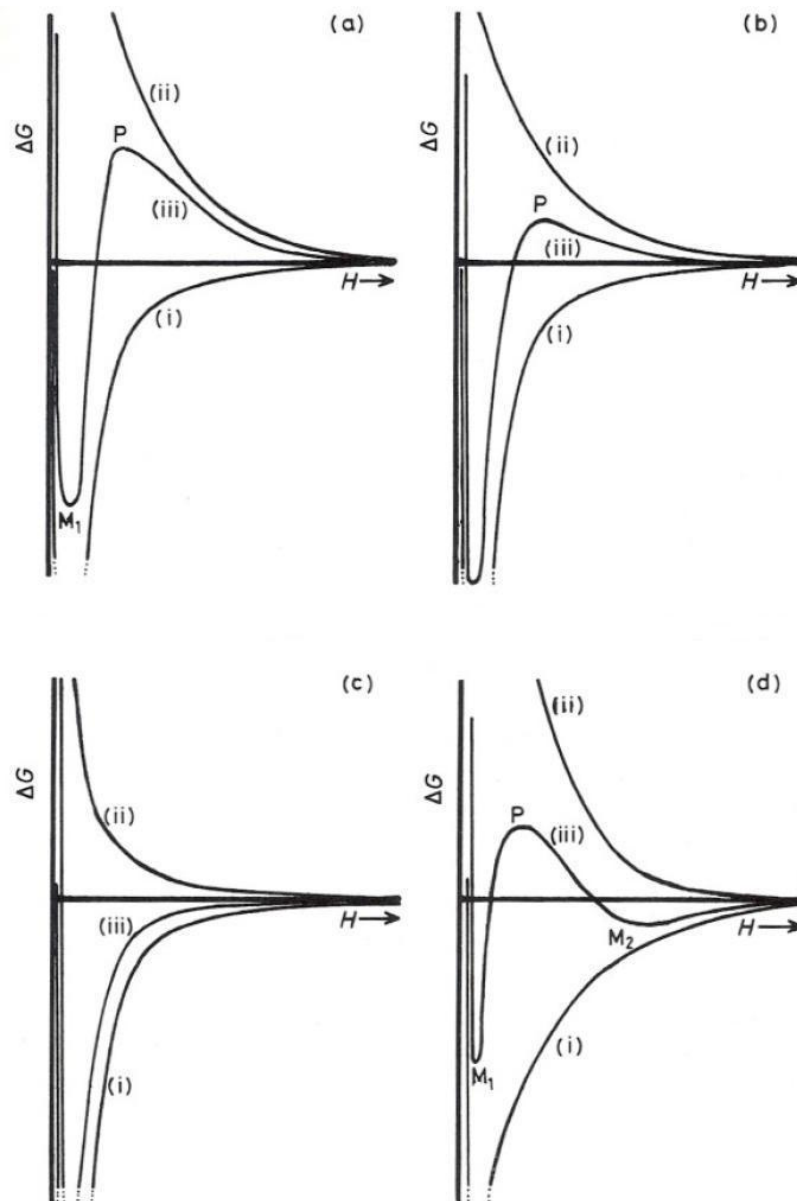 (a)
(ii)
P
ΔG
(iii)
H→
(i)
M₁
(b)
(ii)
P
ΔG
(iii)
H→
(i)
(c)
ΔG
(ii)
(iii)
H→
(i)
(d)
(ii)
ΔG
P
(iii)
M₂
H→
(i)
M₁